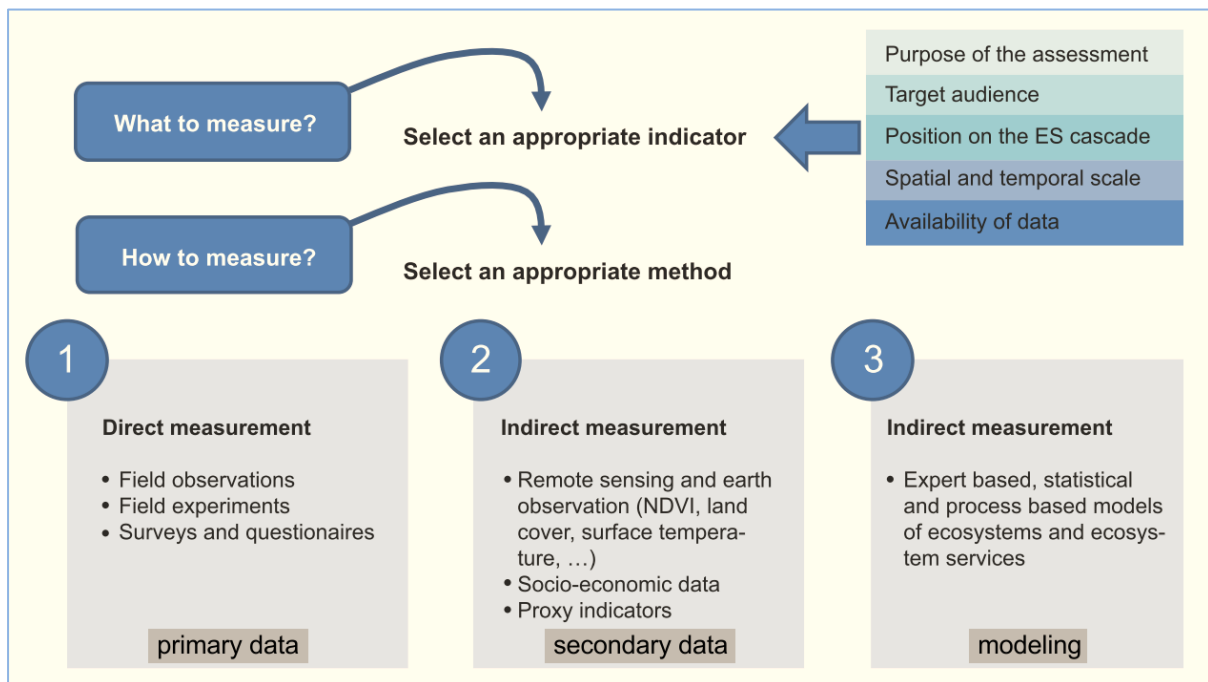 What to measure?
Select an appropriate indicator
Purpose of the assessment
Target audience
Position on the ES cascade
Spatial and temporal scale
Availability of data
How to measure?
Select an appropriate method
1
Direct measurement
• Field observations
• Field experiments
• Surveys and questionaires
primary data
2
Indirect measurement
• Remote sensing and earth
observation (NDVI, land
cover, surface tempera-
ture, …)
• Socio-economic data
• Proxy indicators
secondary data
3
Indirect measurement
• Expert based, statistical
and process based models
of ecosystems and ecosys-
tem services
modeling